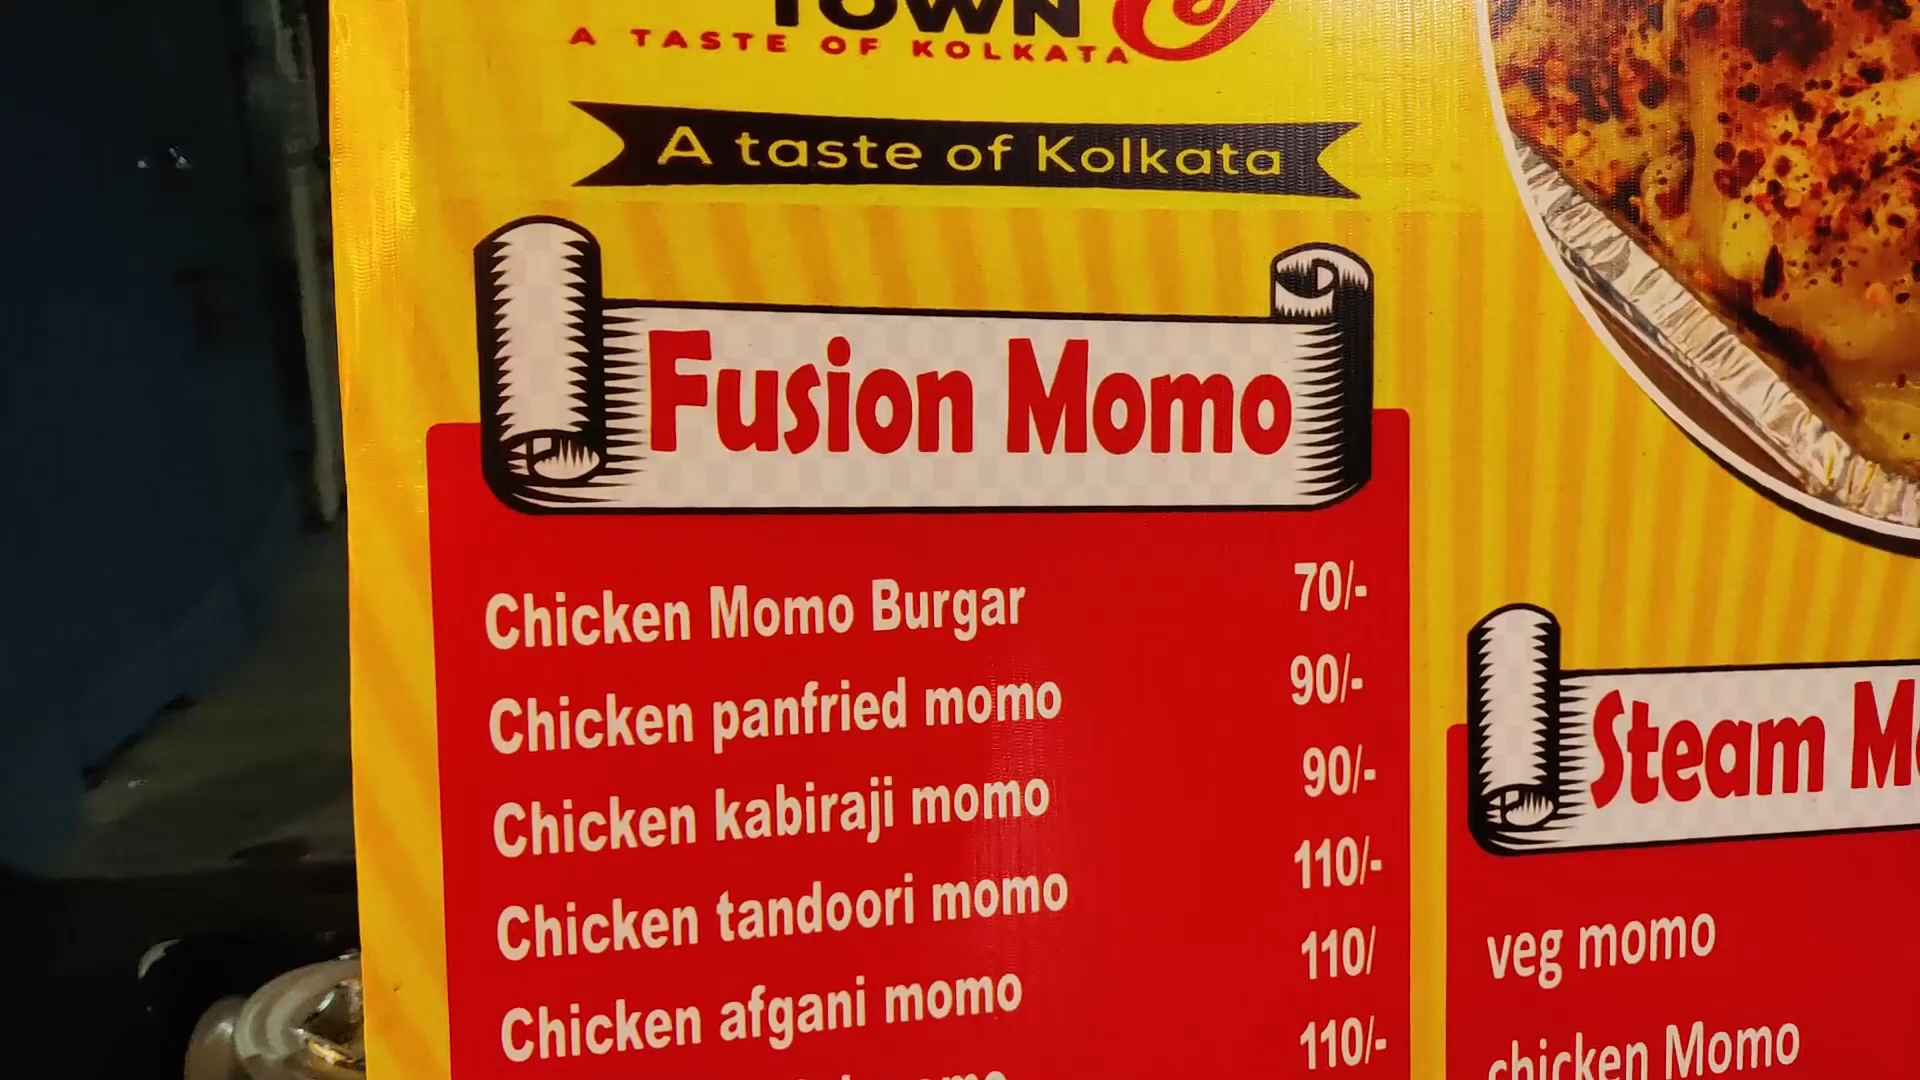 TOWN
A TASTE OF KOLKATA
A taste of Kolkata
Fusion Momo
Chicken Momo Burgar 70/-
Chicken panfried momo 90/-
Chicken kabiraji momo 90/-
Chicken tandoori momo 110/-
Chicken afgani momo 110/
110/-
Steam
veg momo
chicken Momo